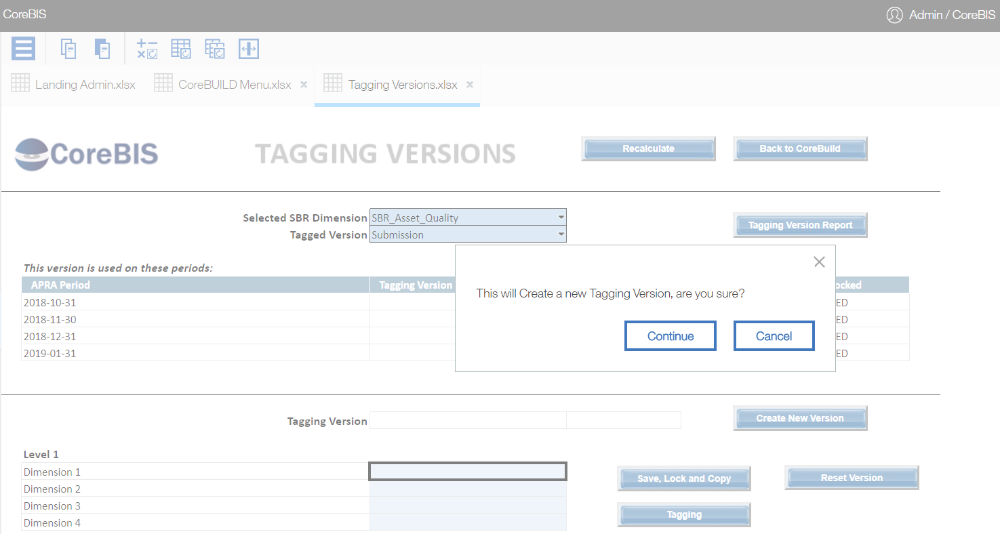 CoreBIS
Admin / CoreBIS
Landing Admin.xlsx
CoreBUILD Menu.xlsx
Tagging Versions.xlsx
CoreBIS
TAGGING VERSIONS
Recalculate
Back to CoreBuild
Selected SBR Dimension SBR_Asset_Quality
Tagged Version Submission
Tagging Version Report
This version is used on these periods:
APRA Period Tagging Version ocked
2018-10-31 ED
2018-11-30 ED
2018-12-31 ED
2019-01-31 ED
This will Create a new Tagging Version, are you sure?
Continue
Cancel
Tagging Version
Create New Version
Level 1
Dimension 1
Dimension 2
Dimension 3
Dimension 4
Save, Lock and Copy
Reset Version
Tagging